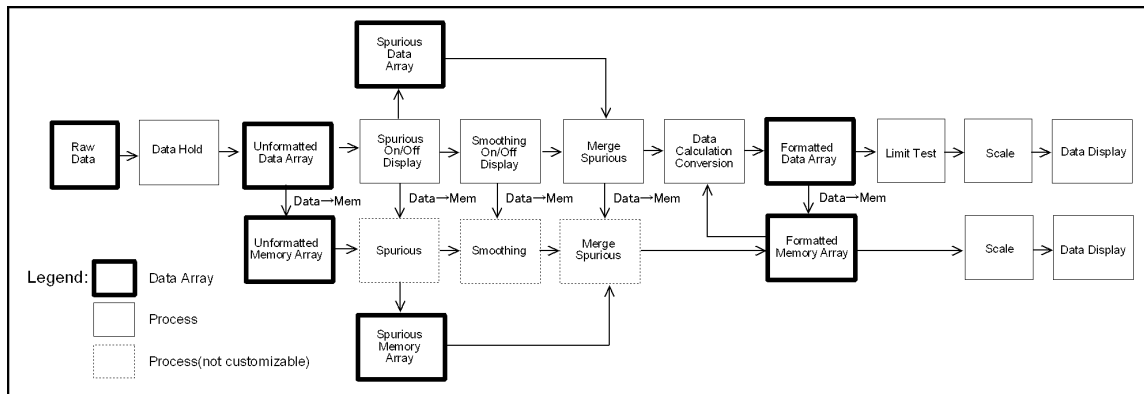 Spurious
Data
Array
Raw
Data
Data Hold
Unformatted
Data Array
Spurious
On/Off
Display
Smoothing
On/Off
Display
Merge
Spurious
Data
Calculation
Conversion
Formatted
Data Array
Limit Test
Scale
Data Display
Data→Mem
Data→Mem
Data→Mem
Data→Mem
Data→Mem
Unformatted
Memory Array
Spurious
Smoothing
Merge
Spurious
Formatted
Memory Array
Scale
Data Display
Legend:
Data Array
Process
Process(not customizable)
Spurious
Memory
Array